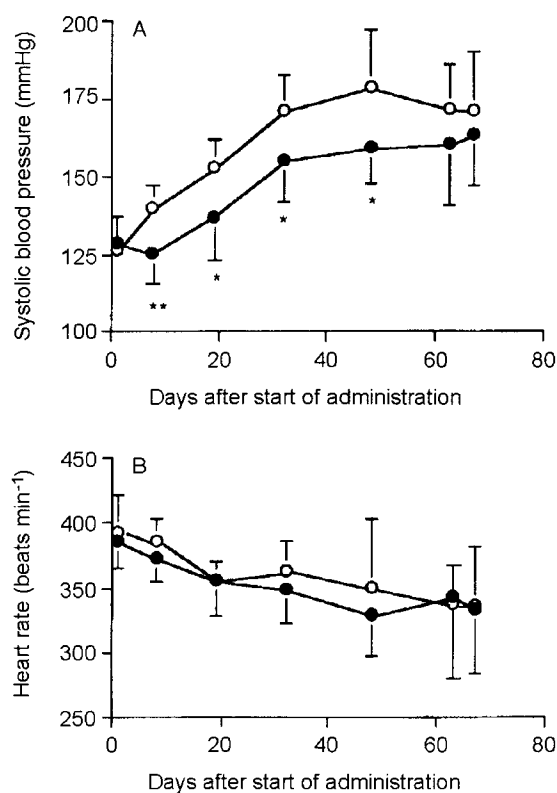 A
Systolic blood pressure (mmHg)
200
175
150
125
100
**
*
*
*
0 20 40 60 80
Days after start of administration
B
Heart rate (beats min⁻¹)
450
400
350
300
250
0 20 40 60 80
Days after start of administration